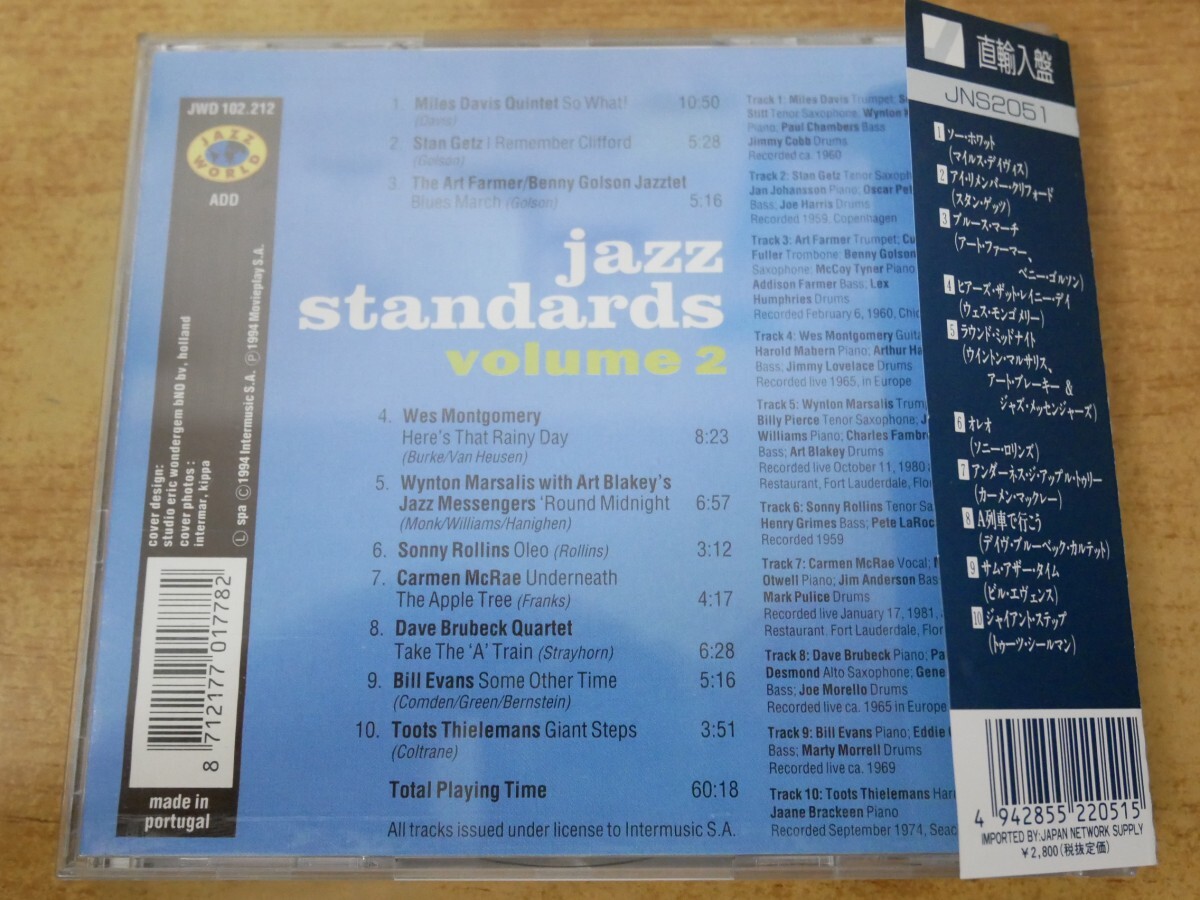 JWD 102.212
JAZZ WORLD
ADD
cover design:
studio eric wondergem bNO bv, holland
cover photos :
intermar, kippa
Ⓛ spa Ⓒ 1994 Intermusic S.A. Ⓟ 1994 Movieplay S.A.
8 712177 017782
made in
portugal
1. Miles Davis Quintet So What! 10:50
(Davis)
2. Stan Getz I Remember Clifford 5:28
(Golson)
3. The Art Farmer/Benny Golson Jazztet
Blues March (Golson) 5:16
jazz
standards
volume 2
4. Wes Montgomery
Here's That Rainy Day 8:23
(Burke/Van Heusen)
5. Wynton Marsalis with Art Blakey's
Jazz Messengers 'Round Midnight 6:57
(Monk/Williams/Hanighen)
6. Sonny Rollins Oleo (Rollins) 3:12
7. Carmen McRae Underneath
The Apple Tree (Franks) 4:17
8. Dave Brubeck Quartet
Take The 'A' Train (Strayhorn) 6:28
9. Bill Evans Some Other Time 5:16
(Comden/Green/Bernstein)
10. Toots Thielemans Giant Steps 3:51
(Coltrane)
Total Playing Time 60:18
All tracks issued under license to Intermusic S.A.
Track 1: Miles Davis Trumpet;
Stitt Tenor Saxophone; Wynton
Piano, Paul Chambers Bass
Jimmy Cobb Drums
Recorded ca. 1960
Track 2: Stan Getz Tenor
Jan Johansson Piano; Oscar
Bass, Joe Harris Drums
Recorded 1959, Copenhagen
Track 3: Art Farmer Trumpet;
Fuller Trombone; Benny Golson
Saxophone; McCoy Tyner Piano
Addison Farmer Bass; Lex
Humphries Drums
Recorded February 6, 1960,
Track 4: Wes Montgomery
Harold Mabern Piano; Arthur
Bass; Jimmy Lovelace Drums
Recorded live 1965, in Europe
Track 5: Wynton Marsalis
Billy Pierce Tenor Saxophone;
Williams Piano; Charles
Bass; Art Blakey Drums
Recorded live October 11, 1980
Restaurant, Fort Lauderdale,
Track 6: Sonny Rollins Tenor
Henry Grimes Bass; Pete
Recorded 1959
Track 7: Carmen McRae Vocal;
Otwell Piano; Jim Anderson
Mark Pulice Drums
Recorded live January 17, 1981,
Restaurant. Fort Lauderdale,
Track 8: Dave Brubeck Piano;
Desmond Alto Saxophone; Gene
Bass; Joe Morello Drums
Recorded live ca. 1965 in Europe
Track 9: Bill Evans Piano; Eddie
Bass; Marty Morrell Drums
Recorded live ca. 1969
Track 10: Toots Thielemans
Jaane Brackeen Piano
Recorded September 1974,
直輸入盤
JNS2051
1 ソー・ホワット
(マイルス・デイヴィス)
2 アイ・リメンバー・クリフォード
(スタン・ゲッツ)
3 ブルース・マーチ
(アート・ファーマー、
ベニー・ゴルソン)
4 ヒアーズ・ザット・レイニー・デイ
(ウェス・モンゴメリー)
5 ラウンド・ミッドナイト
(ウイントン・マルサリス、
アート・ブレーキー &
ジャズ・メッセンジャーズ)
6 オレオ
(ソニー・ロリンズ)
7 アンダーネス・ジ・アップル・トゥリー
(カーメン・マックレー)
8 A列車で行こう
(デイヴ・ブルーベック・カルテット)
9 サム・アザー・タイム
(ビル・エヴェンス)
10 ジャイアント・ステップ
(トゥーツ・シールマン)
4 942855 220515
IMPORTED BY:JAPAN NETWORK SUPPLY
¥2,800(税抜定価)